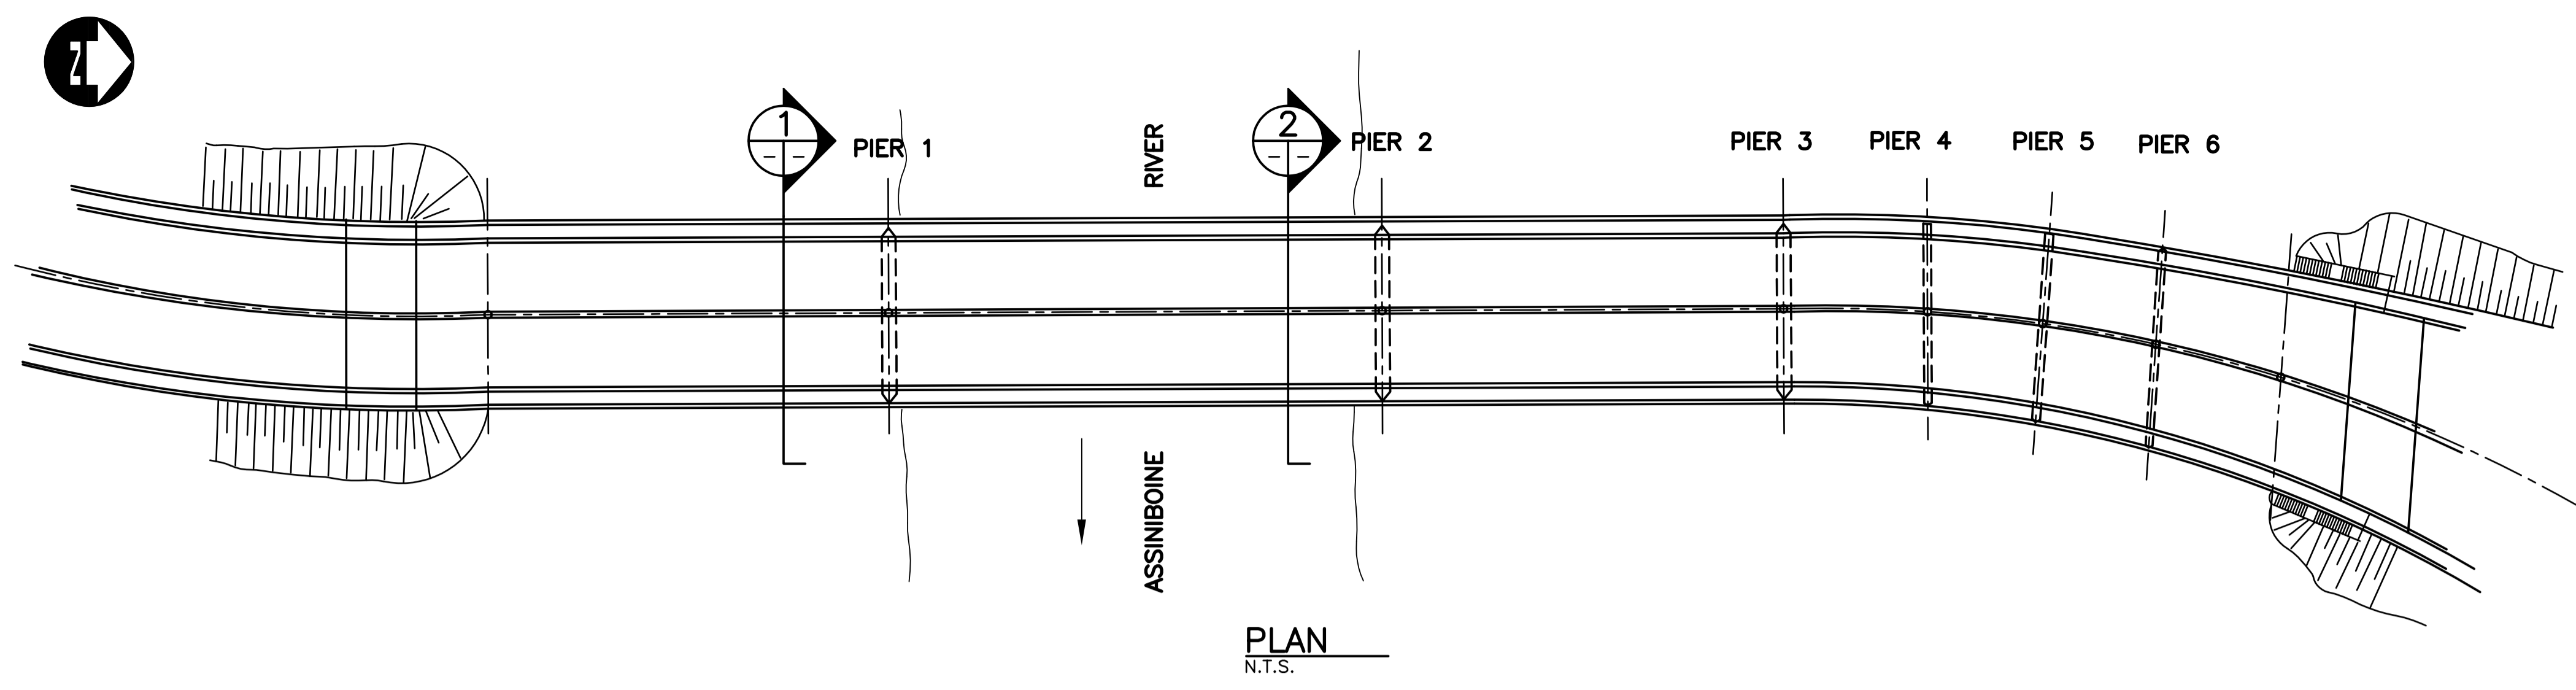 N
1
2
PIER 1
PIER 2
PIER 3
PIER 4
PIER 5
PIER 6
ASSINIBOINE RIVER
PLAN
N.T.S.